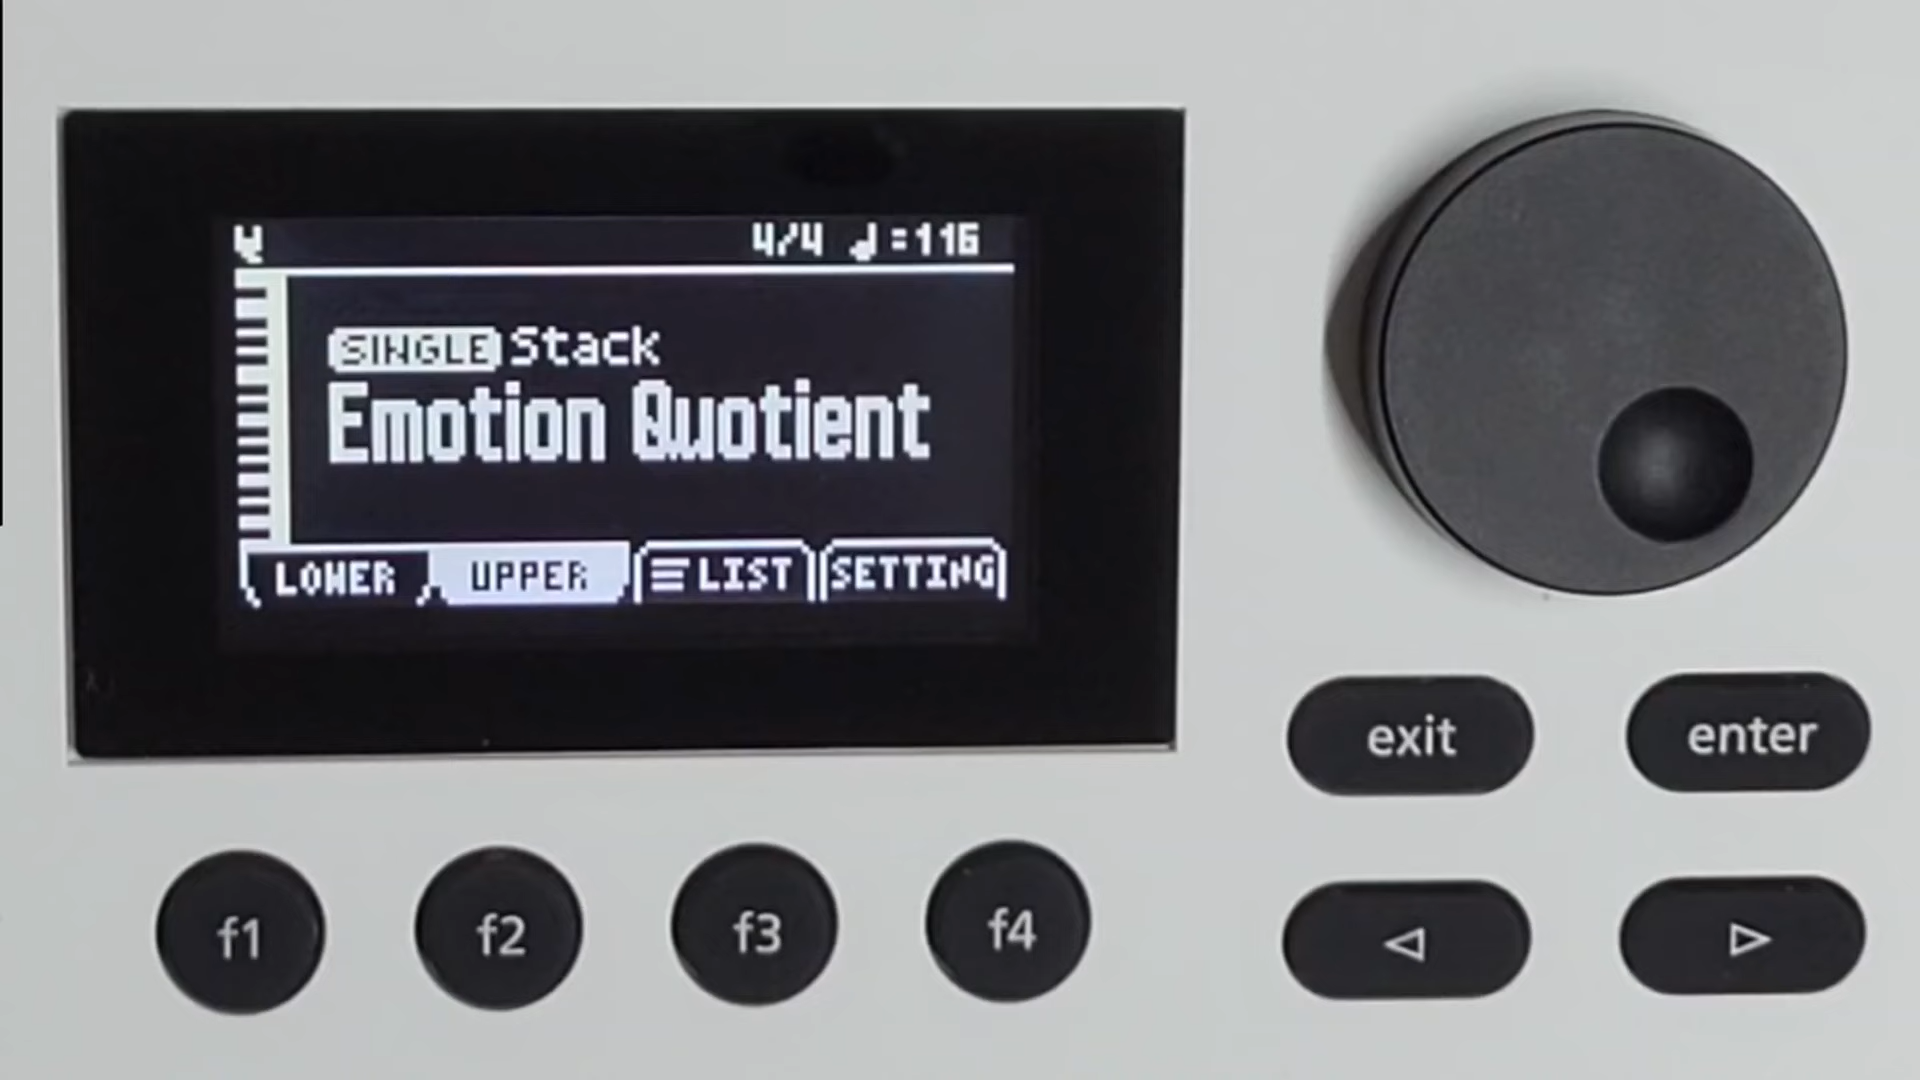 4/4 ♩=116
SINGLE Stack
Emotion Quotient
LOWER UPPER LIST SETTING
exit enter
f1 f2 f3 f4